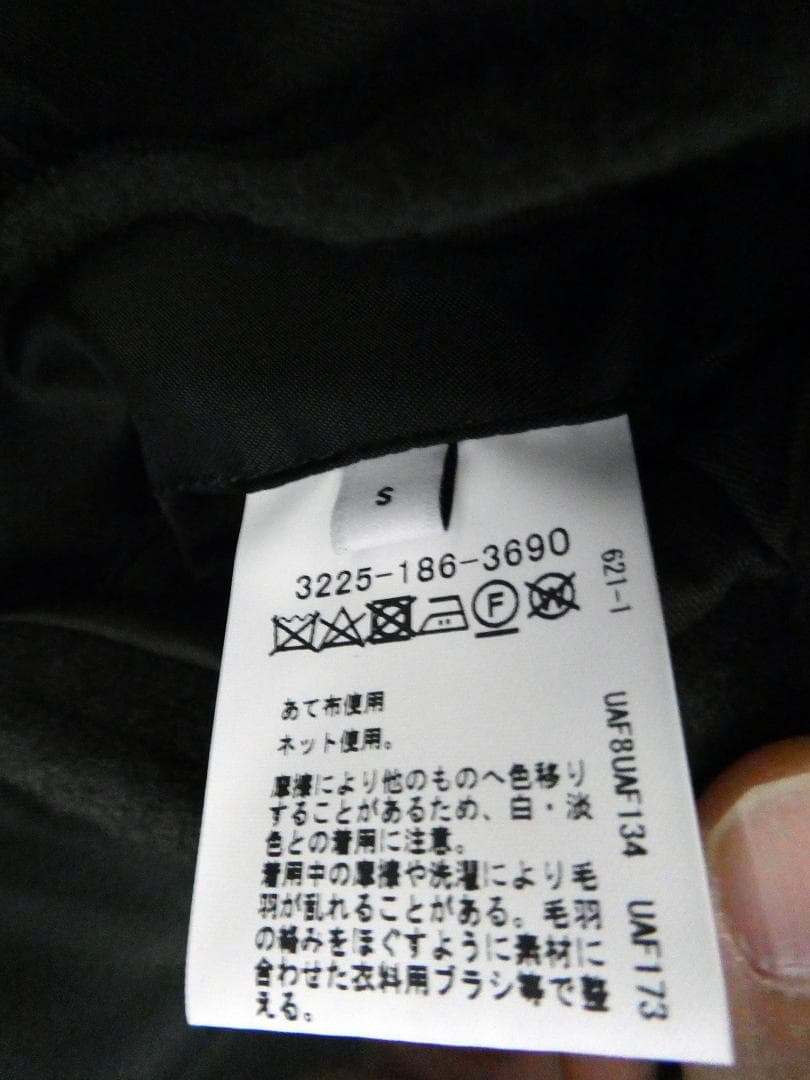 S
3225-186-3690
F
W
あて布使用
ネット使用。
摩擦により他のものへ色移り
することがあるため、白・淡
色との着用に注意。
着用中の摩擦や洗濯により毛
羽が乱れることがある。毛羽
の絡みをほぐすように素材に
合わせた衣料用ブラシ等で整
える。
621-1
UAF8UAF134
UAF173